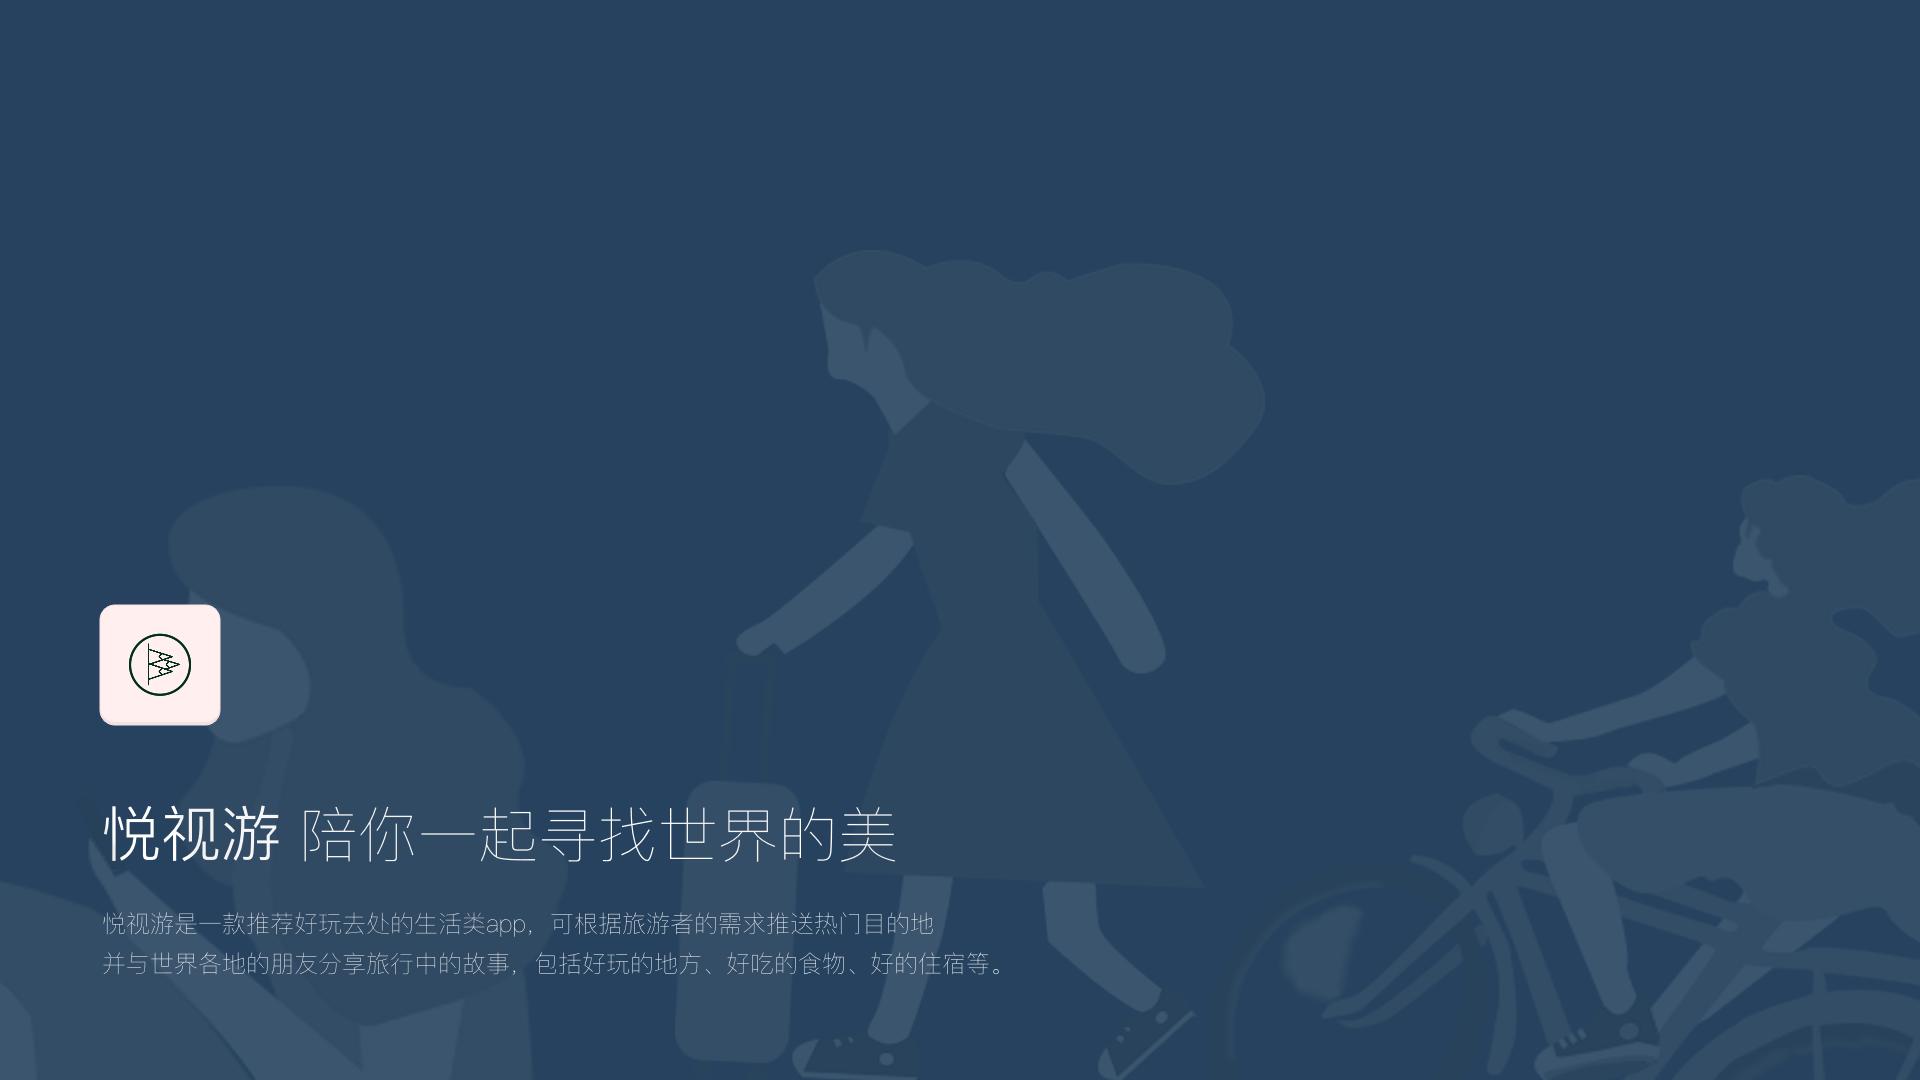 悦视游 陪你一起寻找世界的美
悦视游是一款推荐好玩去处的生活类app，可根据旅游者的需求推送热门目的地
并与世界各地的朋友分享旅行中的故事，包括好玩的地方、好吃的食物、好的住宿等。